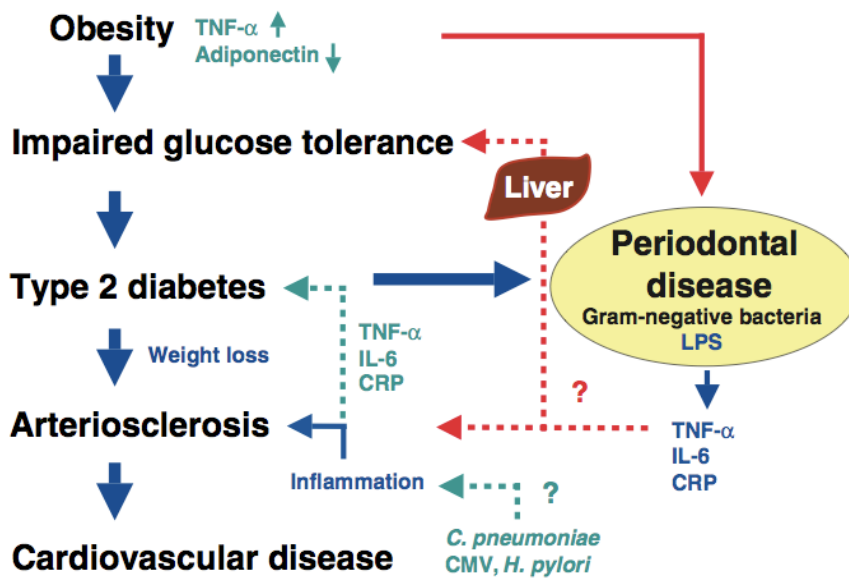 Obesity
TNF-α
Adiponectin
Impaired glucose tolerance
Liver
Periodontal
disease
Gram-negative bacteria
LPS
Type 2 diabetes
TNF-α
IL-6
CRP
Weight loss
?
Arteriosclerosis
TNF-α
IL-6
CRP
Inflammation
?
C. pneumoniae
CMV, H. pylori
Cardiovascular disease